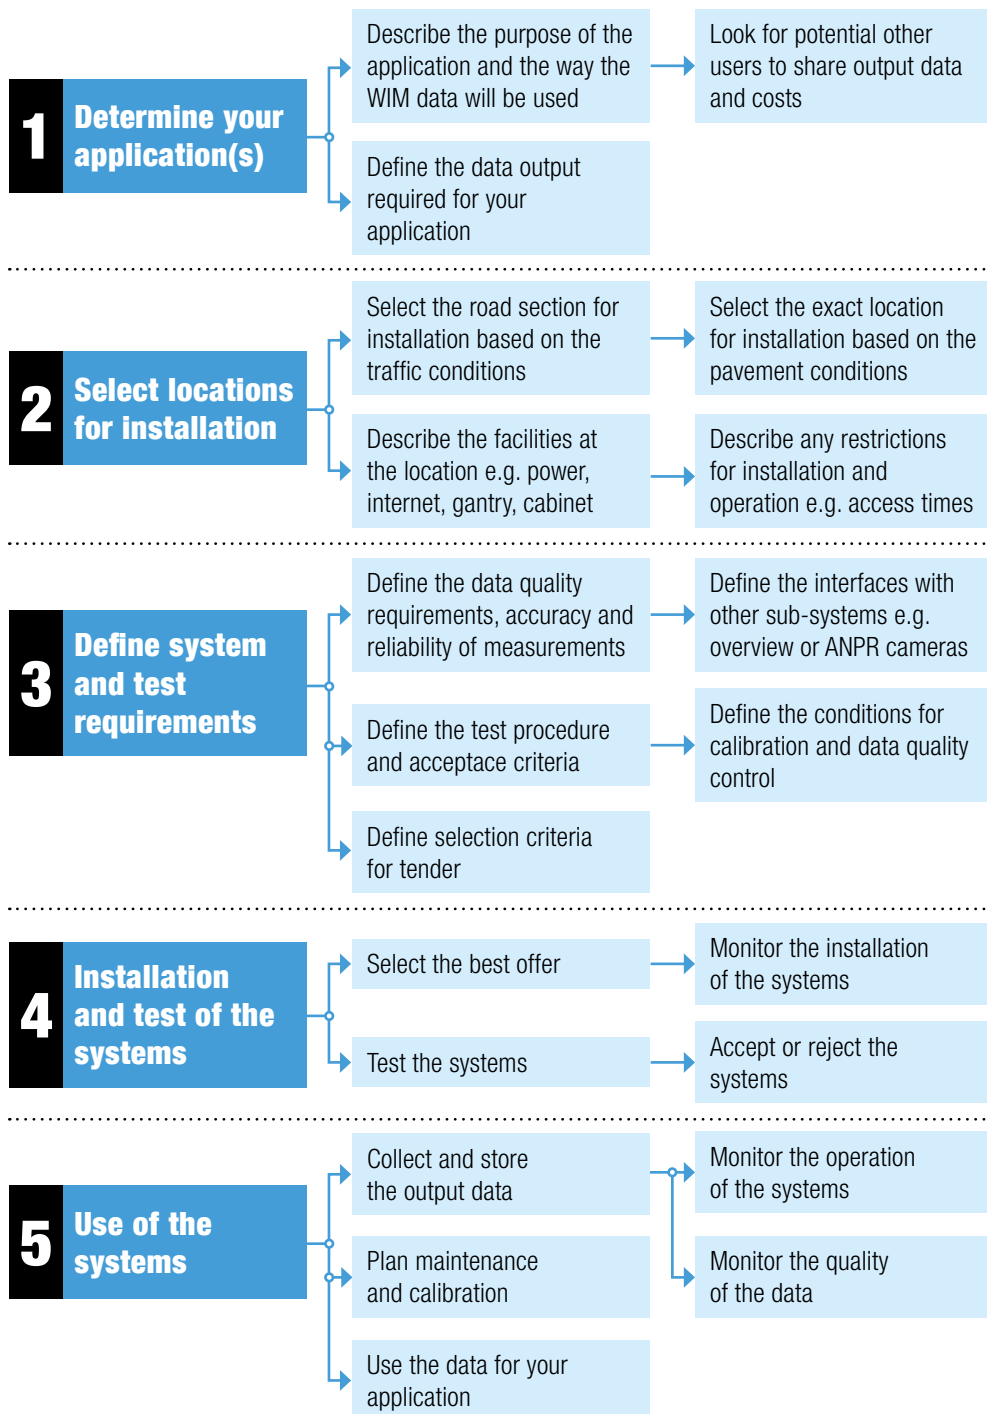 1
Determine your
application(s)
Describe the purpose of the
application and the way the
WIM data will be used
Look for potential other
users to share output data
and costs
Define the data output
required for your
application
2
Select locations
for installation
Select the road section for
installation based on the
traffic conditions
Select the exact location
for installation based on the
pavement conditions
Describe the facilities at
the location e.g. power,
internet, gantry, cabinet
Describe any restrictions
for installation and
operation e.g. access times
3
Define system
and test
requirements
Define the data quality
requirements, accuracy and
reliability of measurements
Define the interfaces with
other sub-systems e.g.
overview or ANPR cameras
Define the test procedure
and acceptace criteria
Define the conditions for
calibration and data quality
control
Define selection criteria
for tender
4
Installation
and test of the
systems
Select the best offer
Monitor the installation
of the systems
Test the systems
Accept or reject the
systems
5
Use of the
systems
Collect and store
the output data
Monitor the operation
of the systems
Plan maintenance
and calibration
Monitor the quality
of the data
Use the data for your
application